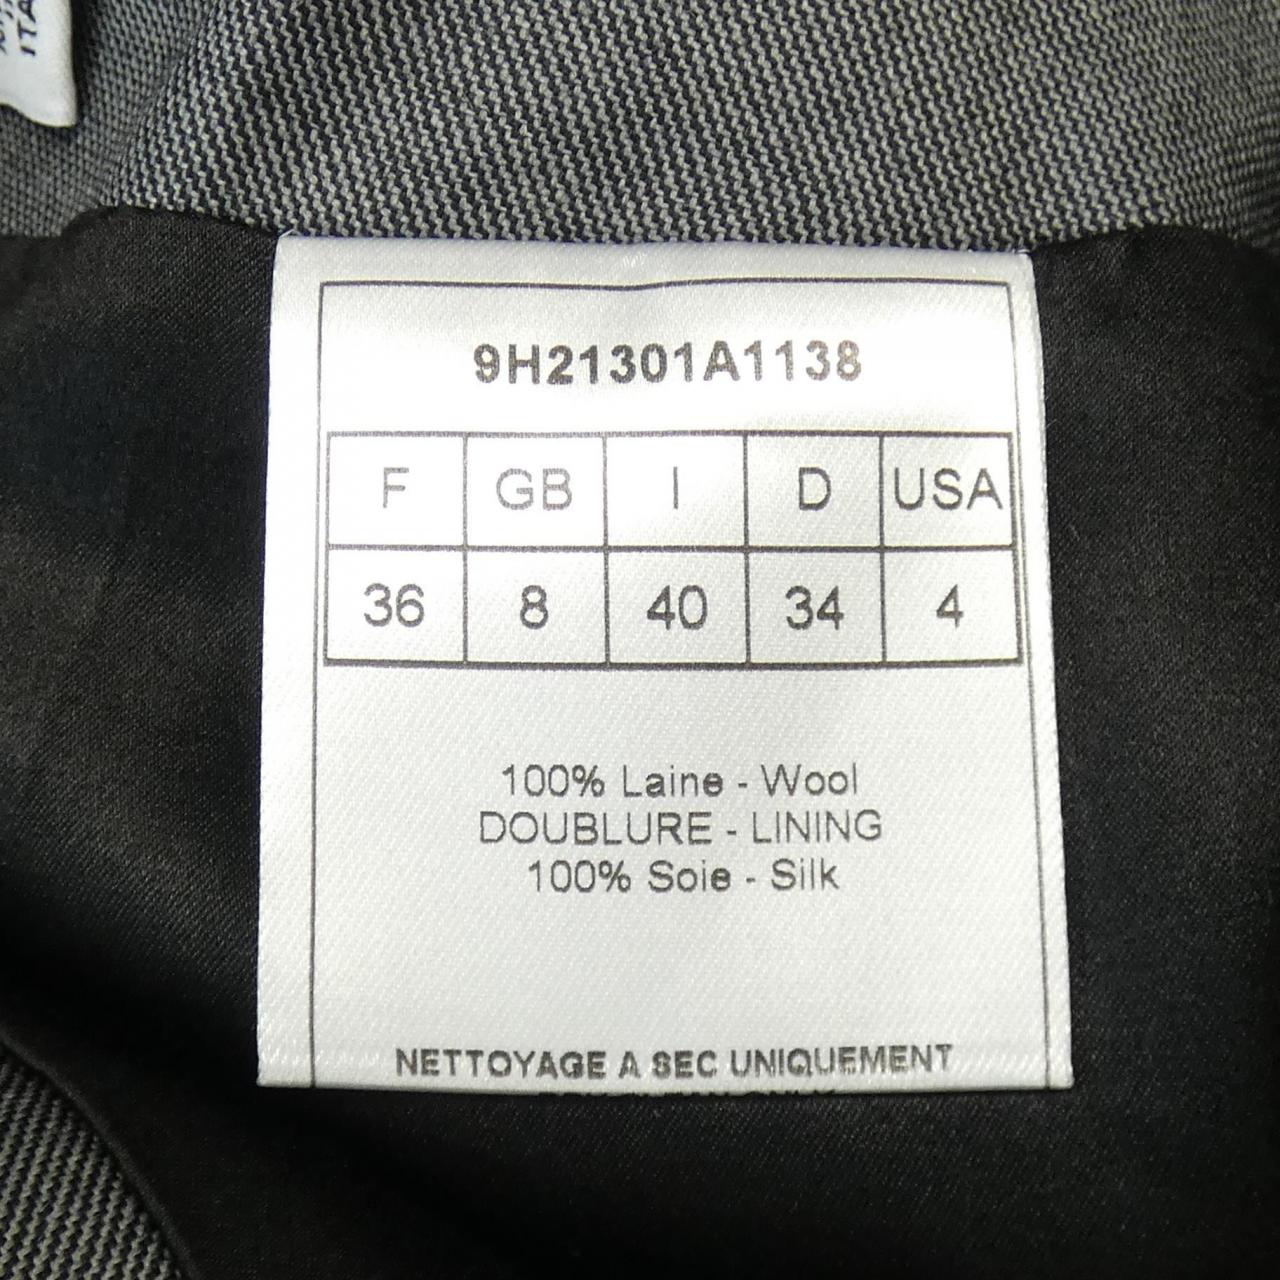 ITA
9H21301A1138
F GB I D USA
36 8 40 34 4
100% Laine - Wool
DOUBLURE - LINING
100% Soie - Silk
NETTOYAGE A SEC UNIQUEMENT